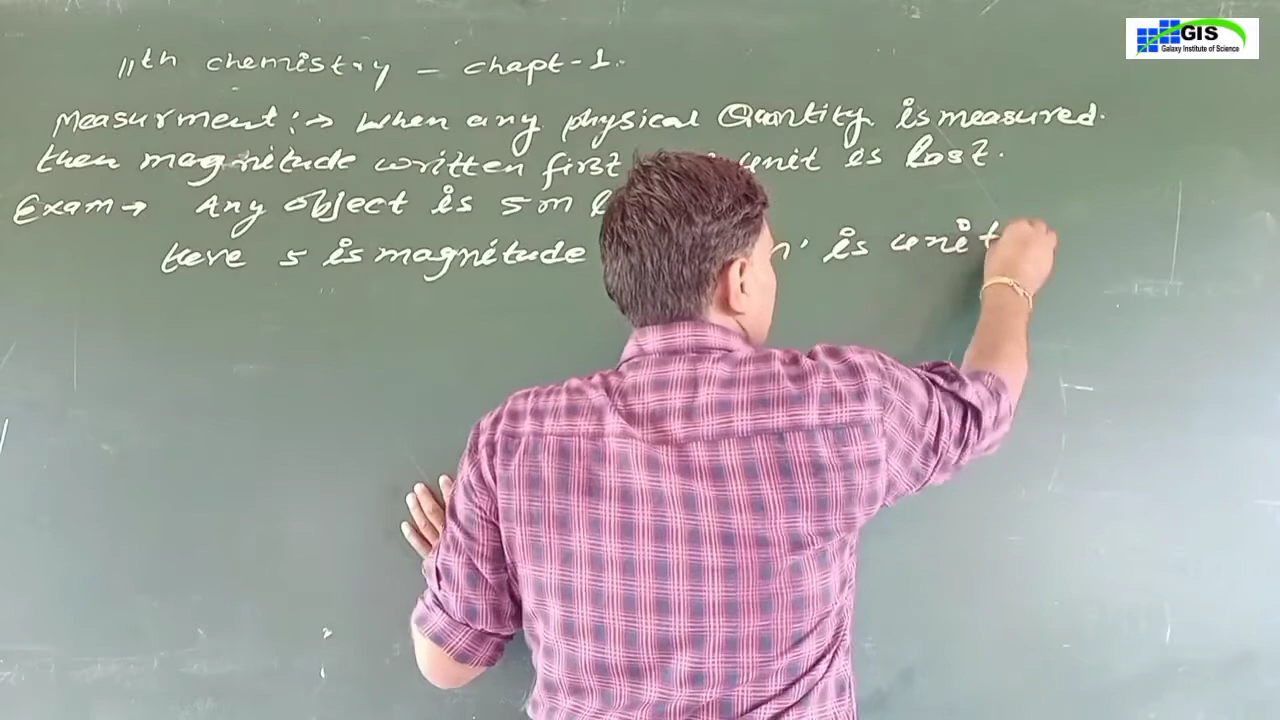 11th chemistry - chapt-1.
Measurment :→ When any physical Quantity is measured.
then magnitude written first unit is last.
Exam → Any object is 5 m
here 5 is magnitude is unit
GIS
Galaxy Institute of Science